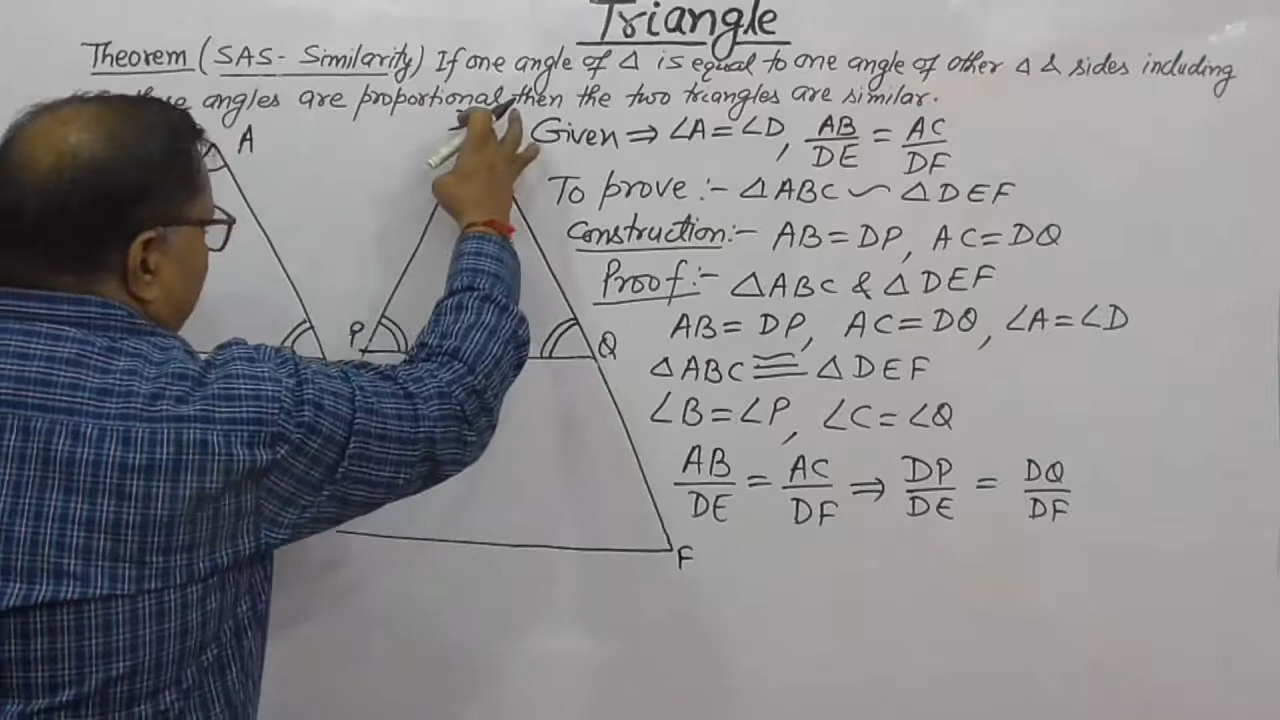 Triangle
Theorem (SAS- Similarity) If one angle of Δ is equal to one angle of other Δ & sides including
angles are proportional then the two triangles are similar.
A
Given ⇒ ∠A = ∠D, AB/DE = AC/DF
To prove :- ΔABC ∽ ΔDEF
Construction :- AB = DP, AC = DQ
Proof :- ΔABC & ΔDEF
AB = DP, AC = DQ, ∠A = ∠D
P
Q
ΔABC ≅ ΔDEF
∠B = ∠P, ∠C = ∠Q
AB/DE = AC/DF ⇒ DP/DE = DQ/DF
F